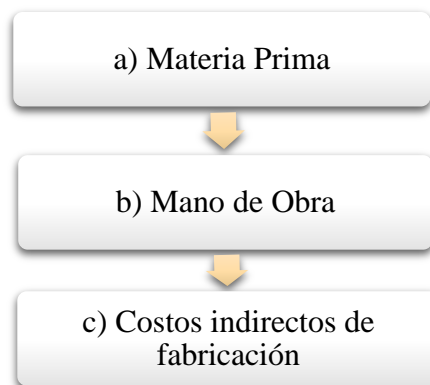 a) Materia Prima
b) Mano de Obra
c) Costos indirectos de
fabricación